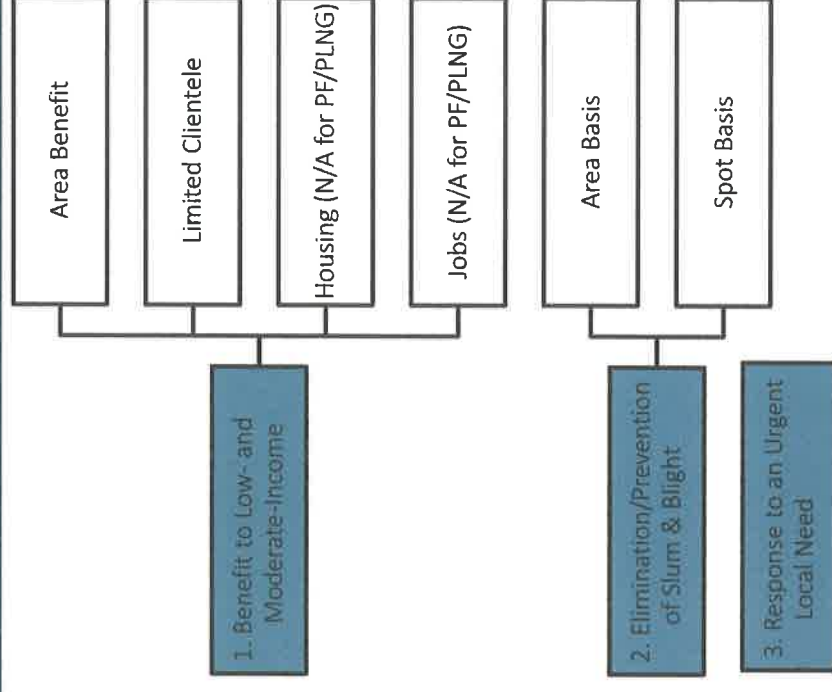 1. Benefit to Low- and
Moderate-Income
Area Benefit
Limited Clientele
Housing (N/A for PF/PLNG)
Jobs (N/A for PF/PLNG)
2. Elimination/Prevention
of Slum & Blight
Area Basis
Spot Basis
3. Response to an Urgent
Local Need